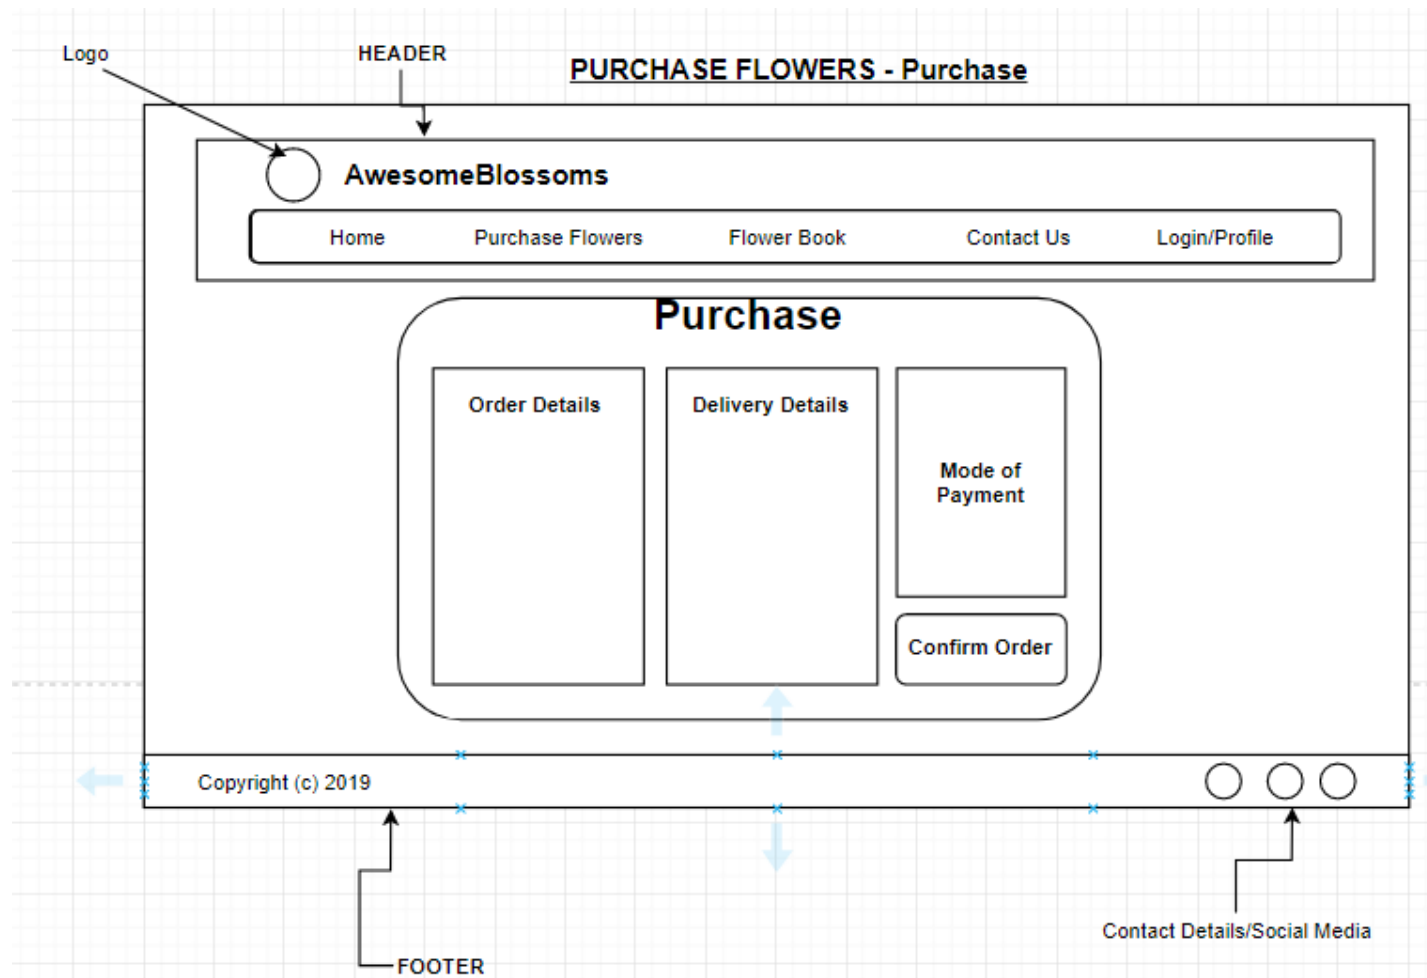 Logo
HEADER
PURCHASE FLOWERS - Purchase
AwesomeBlossoms
Home
Purchase Flowers
Flower Book
Contact Us
Login/Profile
Purchase
Order Details
Delivery Details
Mode of
Payment
Confirm Order
Copyright (c) 2019
Contact Details/Social Media
FOOTER